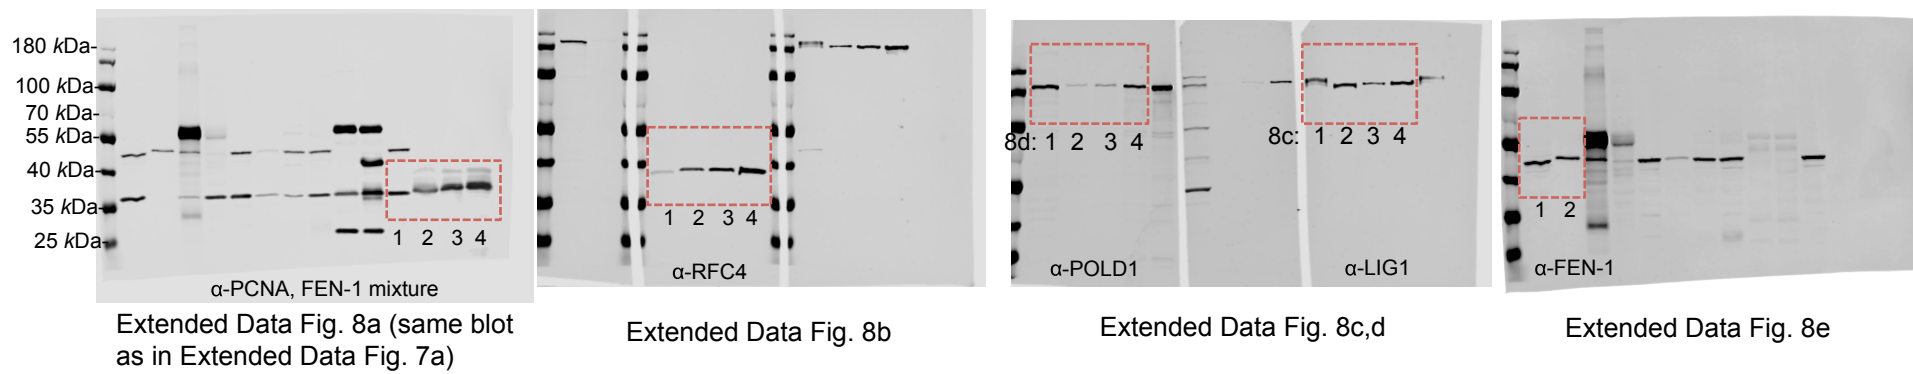 180 kDa-
100 kDa-
70 kDa-
55 kDa-
40 kDa-
35 kDa-
25 kDa-
1 2 3 4
α-PCNA, FEN-1 mixture
Extended Data Fig. 8a (same blot
as in Extended Data Fig. 7a)
1 2 3 4
α-RFC4
Extended Data Fig. 8b
8d: 1 2 3 4
8c: 1 2 3 4
α-POLD1
α-LIG1
Extended Data Fig. 8c,d
1 2
α-FEN-1
Extended Data Fig. 8e